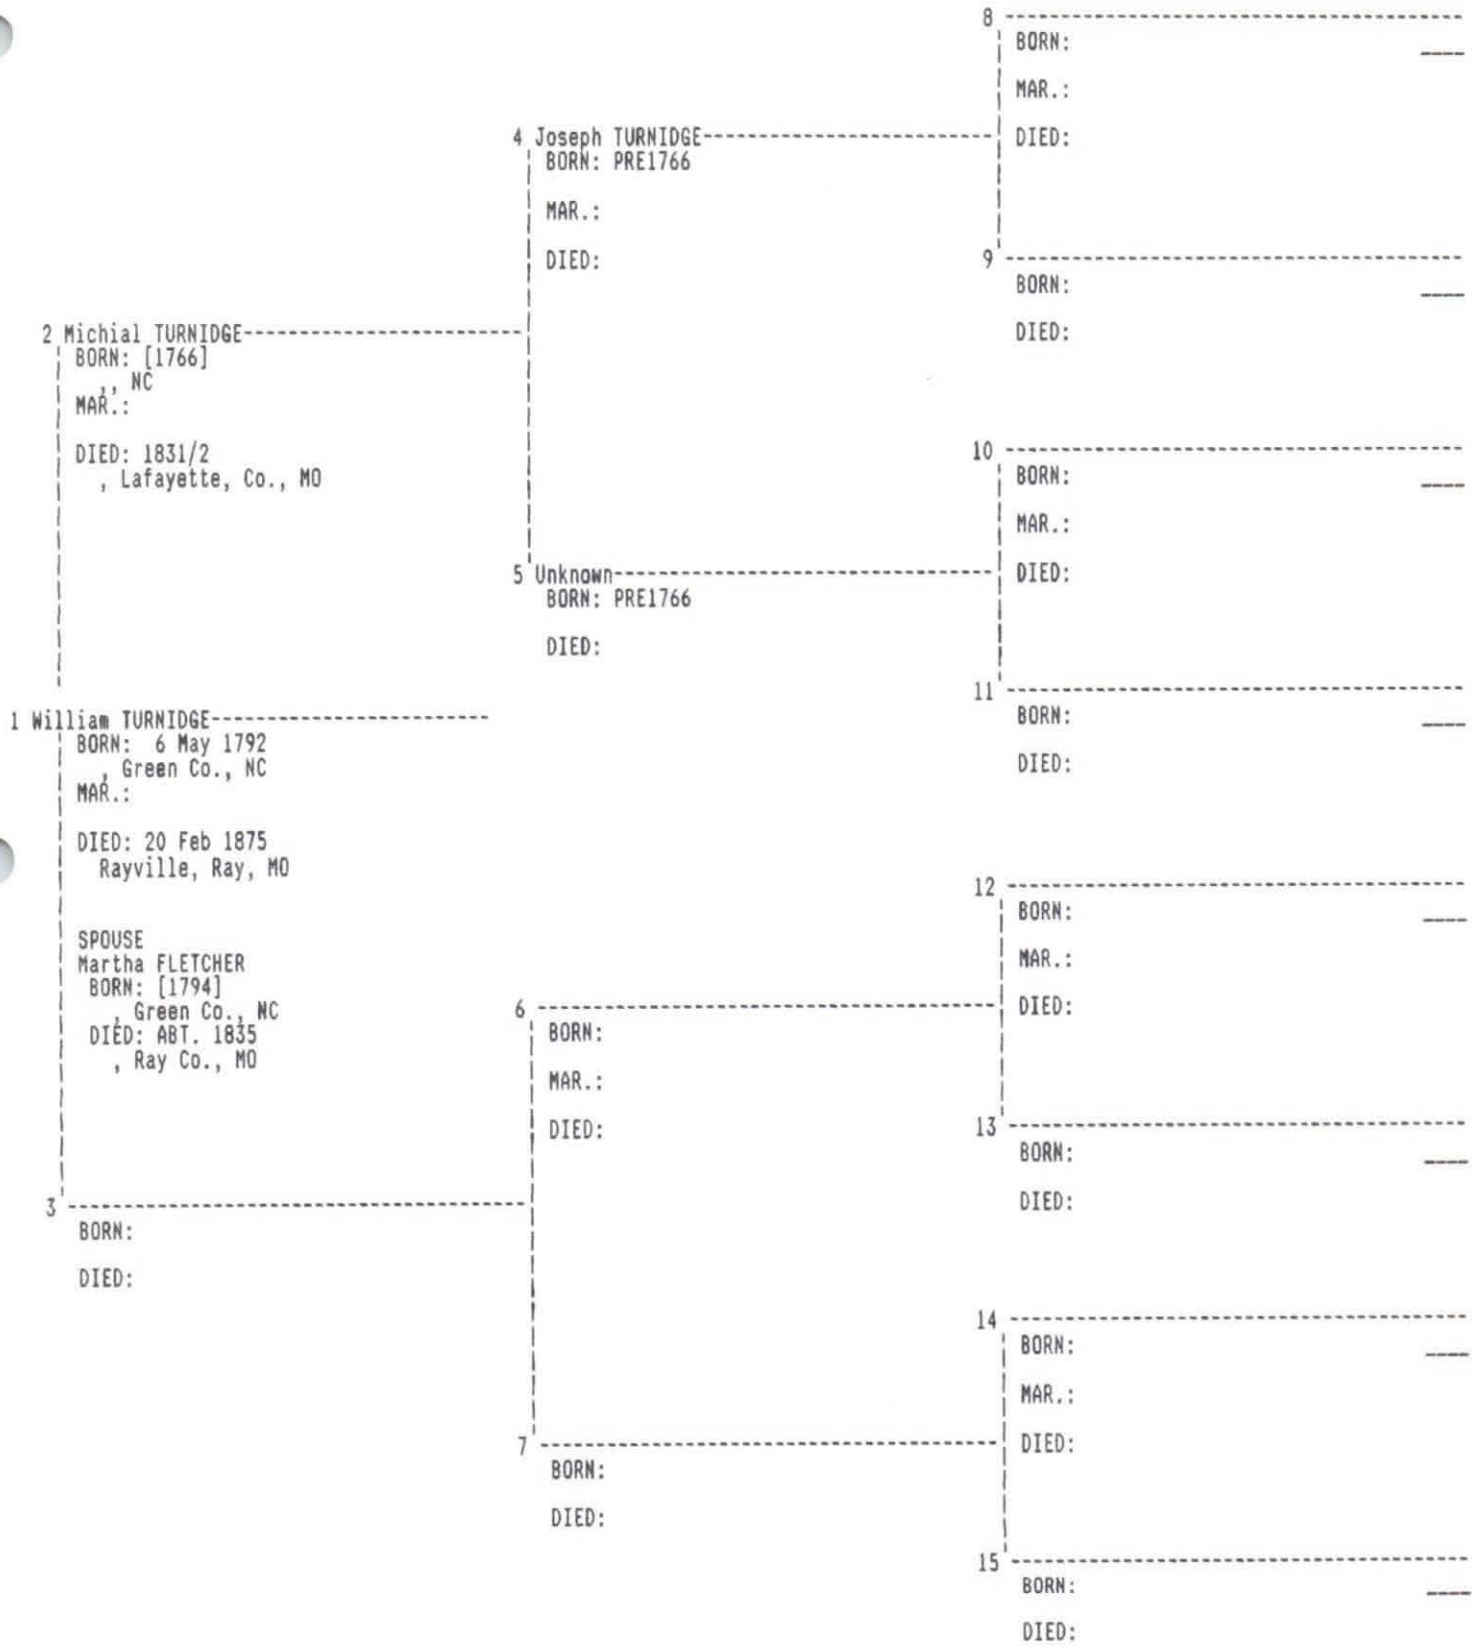 8
BORN:
MAR.:
4 Joseph TURNIDGE
DIED:
BORN: PRE1766
MAR.:
DIED:
9
BORN:
2 Michial TURNIDGE
DIED:
BORN: [1766]
,, NC
MAR.:
DIED: 1831/2
, Lafayette, Co., MO
10
BORN:
MAR.:
5 Unknown
DIED:
BORN: PRE1766
DIED:
11
1 William TURNIDGE
BORN:
BORN: 6 May 1792
, Green Co., NC
DIED:
MAR.:
DIED: 20 Feb 1875
Rayville, Ray, MO
12
BORN:
SPOUSE
Martha FLETCHER
MAR.:
BORN: [1794]
, Green Co., NC
6
DIED:
DIED: ABT. 1835
BORN:
, Ray Co., MO
MAR.:
DIED:
13
BORN:
3
DIED:
BORN:
DIED:
14
BORN:
MAR.:
7
DIED:
BORN:
DIED:
15
BORN:
DIED: